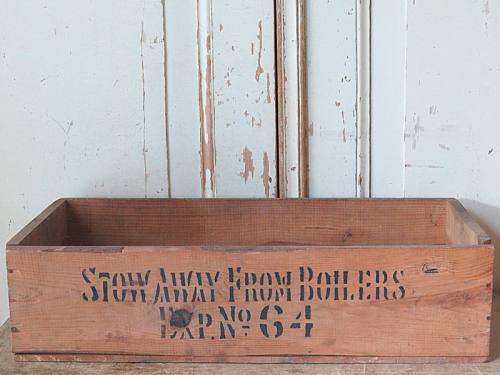 STOW AWAY FROM BOILERS
EXP. No 64